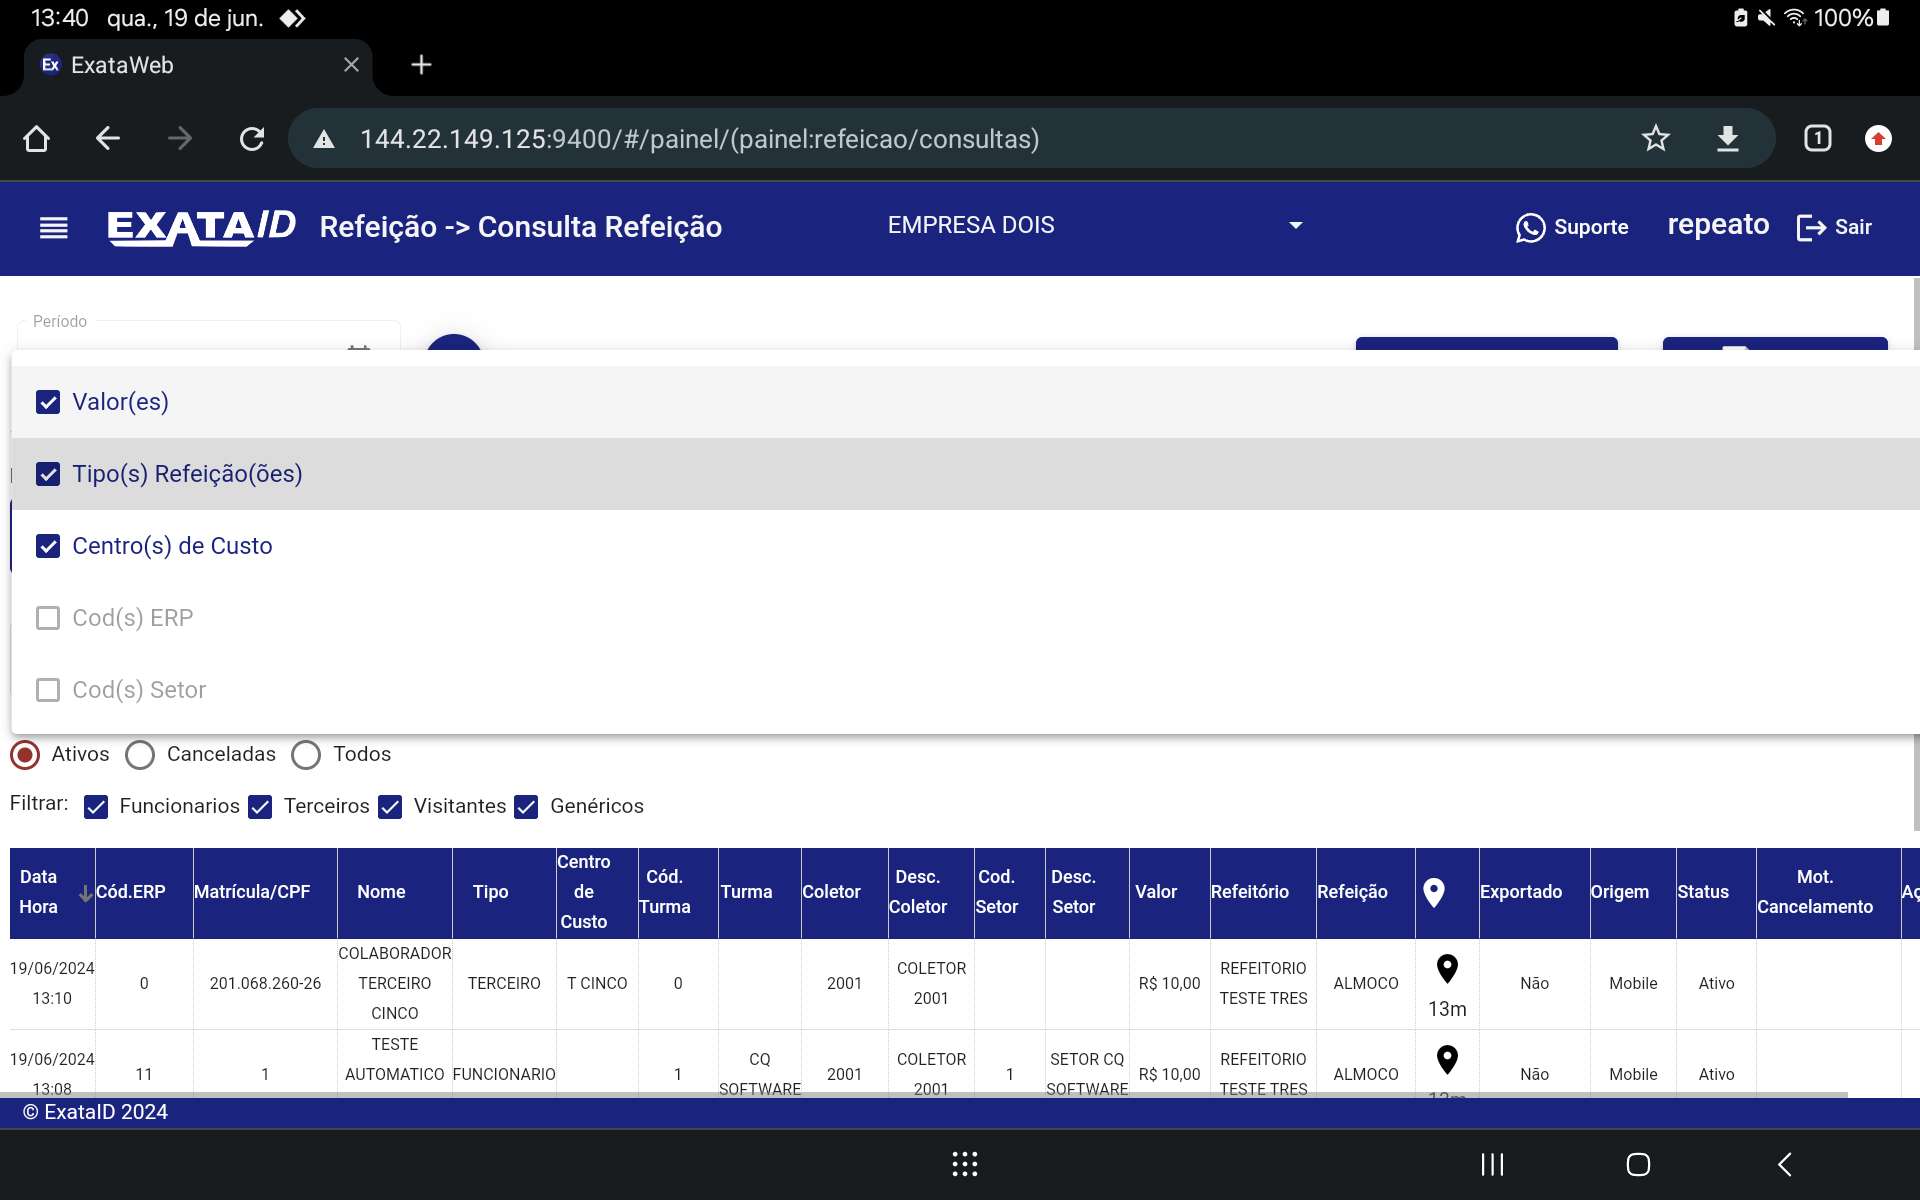 13:40 qua., 19 de jun. 100%
Ex ExataWeb
144.22.149.125:9400/#/painel/(painel:refeicao/consultas) 1
EXATAID Refeição -> Consulta Refeição EMPRESA DOIS Suporte repeato Sair
Período
Valor(es)
Tipo(s) Refeição(ões)
Centro(s) de Custo
Cod(s) ERP
Cod(s) Setor
Ativos Canceladas Todos
Filtrar: Funcionarios Terceiros Visitantes Genéricos
Data Hora Cód.ERP Matrícula/CPF Nome Tipo Centro de Custo Cód. Turma Turma Coletor Desc. Coletor Cod. Setor Desc. Setor Valor Refeitório Refeição Exportado Origem Status Mot. Cancelamento
19/06/2024 13:10 0 201.068.260-26 COLABORADOR TERCEIRO CINCO TERCEIRO T CINCO 0 2001 COLETOR 2001 R$ 10,00 REFEITORIO TESTE TRES ALMOCO 13m Não Mobile Ativo
19/06/2024 13:08 11 1 TESTE AUTOMATICO FUNCIONARIO 1 CQ SOFTWARE 2001 COLETOR 2001 1 SETOR CQ SOFTWARE R$ 10,00 REFEITORIO TESTE TRES ALMOCO Não Mobile Ativo
© ExataID 2024